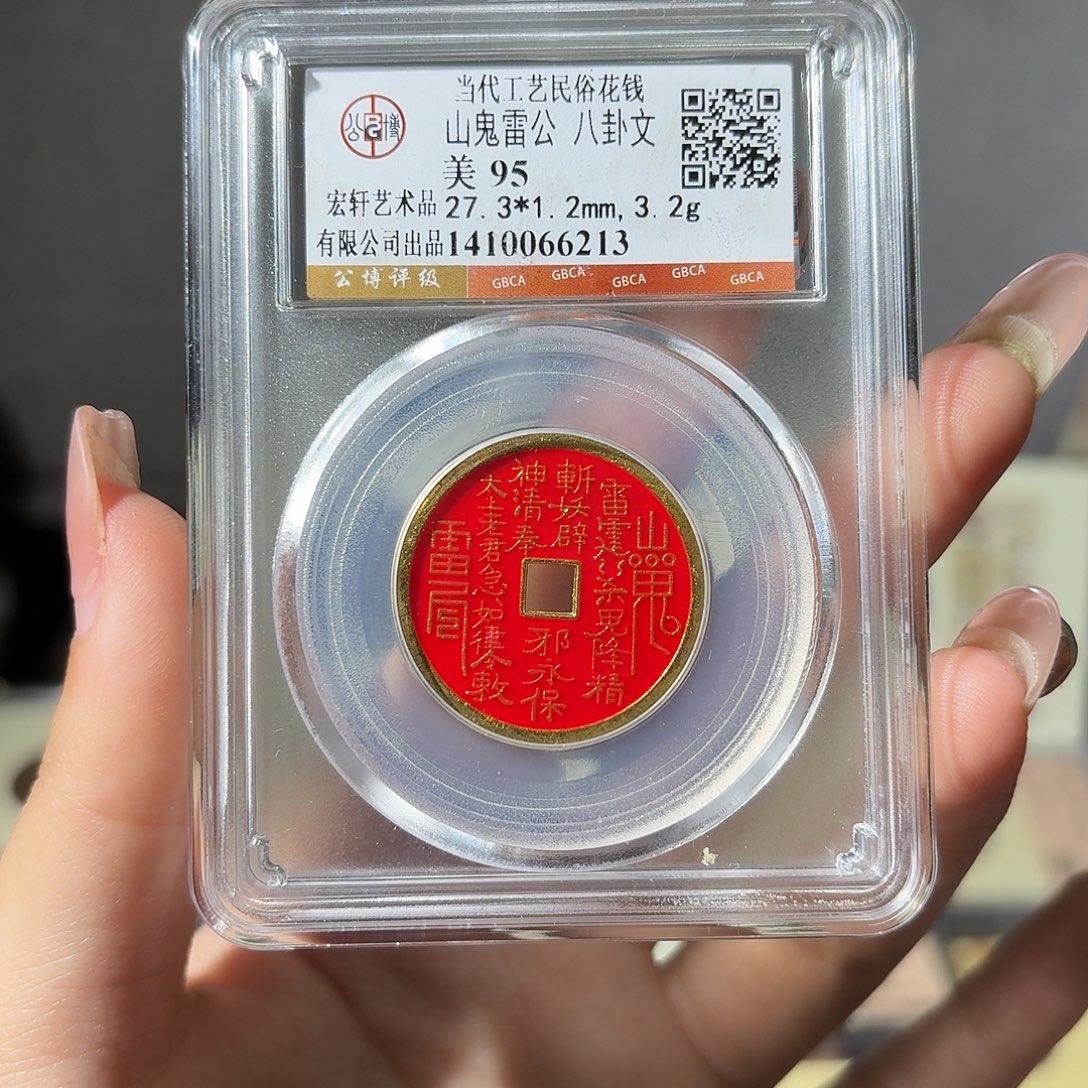 当代工艺民俗花钱
山鬼雷公 八卦文
美 95
宏轩艺术品 27.3*1.2mm, 3.2g
有限公司出品 1410066213
公博评级 GBCA GBCA GBCA GBCA GBCA
公博
雷霆杀鬼降精
斬妖辟
邪永保
神清奉
太上老君急如律令敕